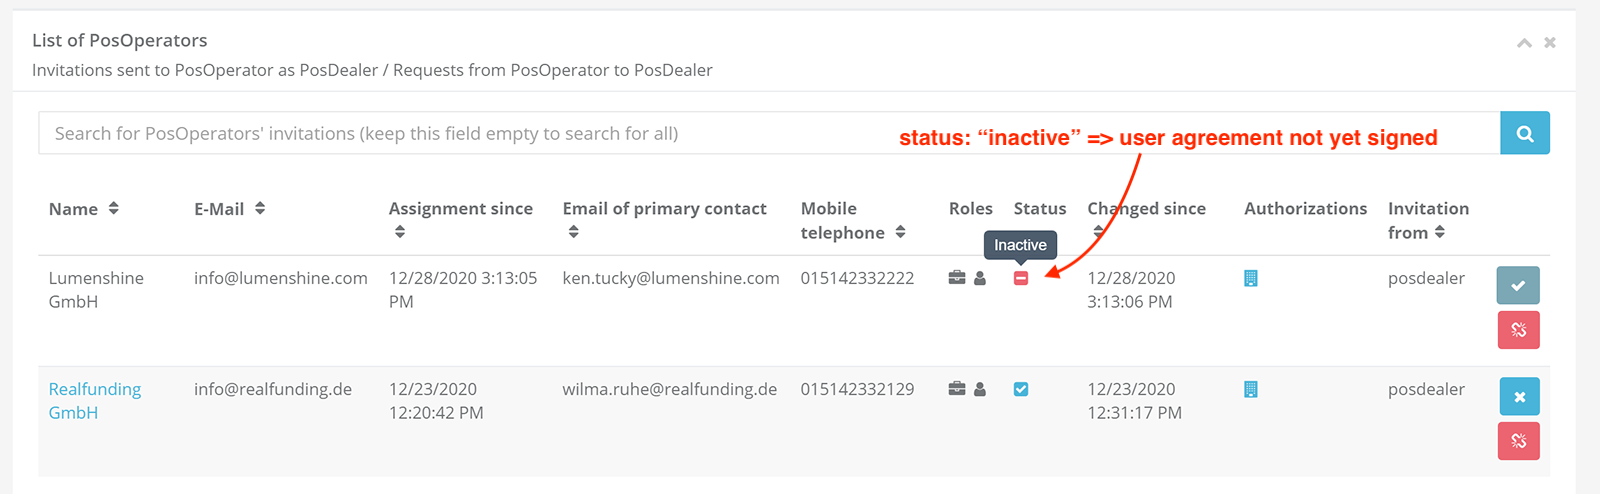 List of PosOperators
Invitations sent to PosOperator as PosDealer / Requests from PosOperator to PosDealer
Search for PosOperators' invitations (keep this field empty to search for all)
status: “inactive” => user agreement not yet signed
Name
E-Mail
Assignment since
Email of primary contact
Mobile
telephone
Roles
Status
Changed since
Authorizations
Invitation
from
Inactive
Lumenshine
GmbH
info@lumenshine.com
12/28/2020 3:13:05
PM
ken.tucky@lumenshine.com
015142332222
12/28/2020
3:13:06 PM
posdealer
Realfunding
GmbH
info@realfunding.de
12/23/2020
12:20:42 PM
wilma.ruhe@realfunding.de
015142332129
12/23/2020
12:31:17 PM
posdealer